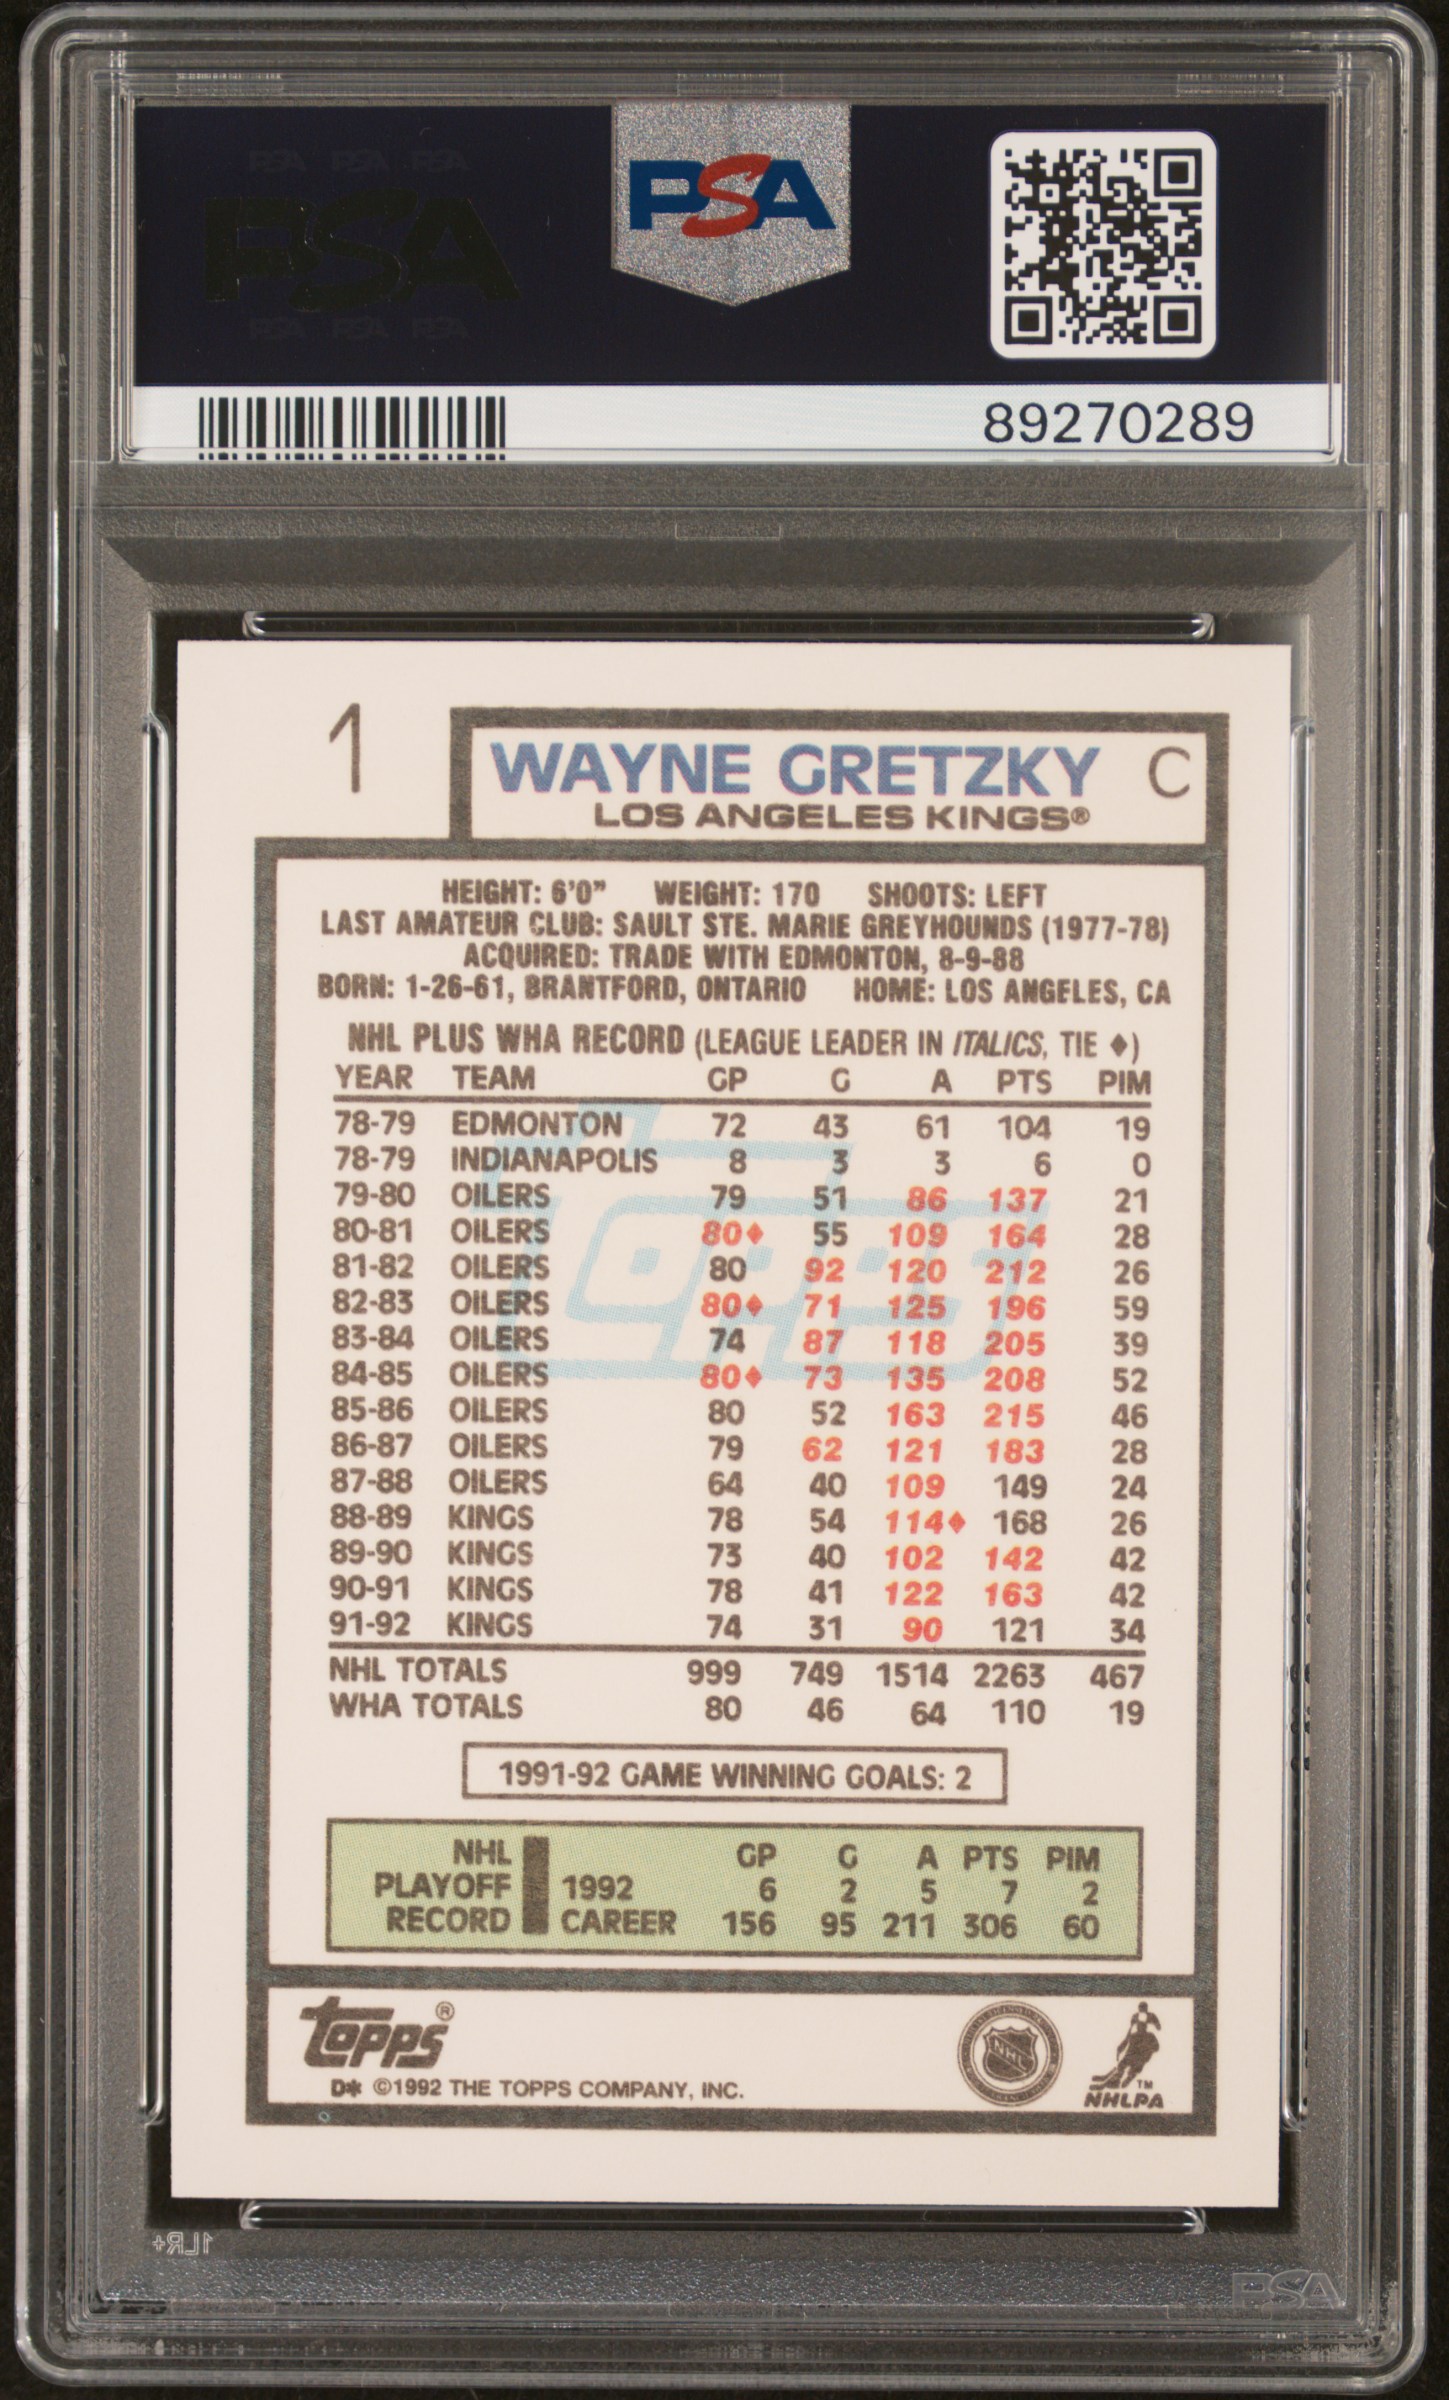 PSA PSA PSA
PSA
PSA PSA PSA
PSA
89270289
1
WAYNE GRETZKY C
LOS ANGELES KINGS®
HEIGHT: 6'0" WEIGHT: 170 SHOOTS: LEFT
LAST AMATEUR CLUB: SAULT STE. MARIE GREYHOUNDS (1977-78)
ACQUIRED: TRADE WITH EDMONTON, 8-9-88
BORN: 1-26-61, BRANTFORD, ONTARIO HOME: LOS ANGELES, CA
NHL PLUS WHA RECORD (LEAGUE LEADER IN ITALICS, TIE ♦)
YEAR TEAM GP G A PTS PIM
78-79 EDMONTON 72 43 61 104 19
78-79 INDIANAPOLIS 8 3 3 6 0
79-80 OILERS 79 51 86 137 21
80-81 OILERS 80♦ 55 109 164 28
81-82 OILERS 80 92 120 212 26
82-83 OILERS 80♦ 71 125 196 59
83-84 OILERS 74 87 118 205 39
84-85 OILERS 80♦ 73 135 208 52
85-86 OILERS 80 52 163 215 46
86-87 OILERS 79 62 121 183 28
87-88 OILERS 64 40 109 149 24
88-89 KINGS 78 54 114♦ 168 26
89-90 KINGS 73 40 102 142 42
90-91 KINGS 78 41 122 163 42
91-92 KINGS 74 31 90 121 34
NHL TOTALS 999 749 1514 2263 467
WHA TOTALS 80 46 64 110 19
Topps
1991-92 GAME WINNING GOALS: 2
NHL GP G A PTS PIM
PLAYOFF 1992 6 2 5 7 2
RECORD CAREER 156 95 211 306 60
topps®
NHL
D* ©1992 THE TOPPS COMPANY, INC.
TM
NHLPA
1LR+
PSA